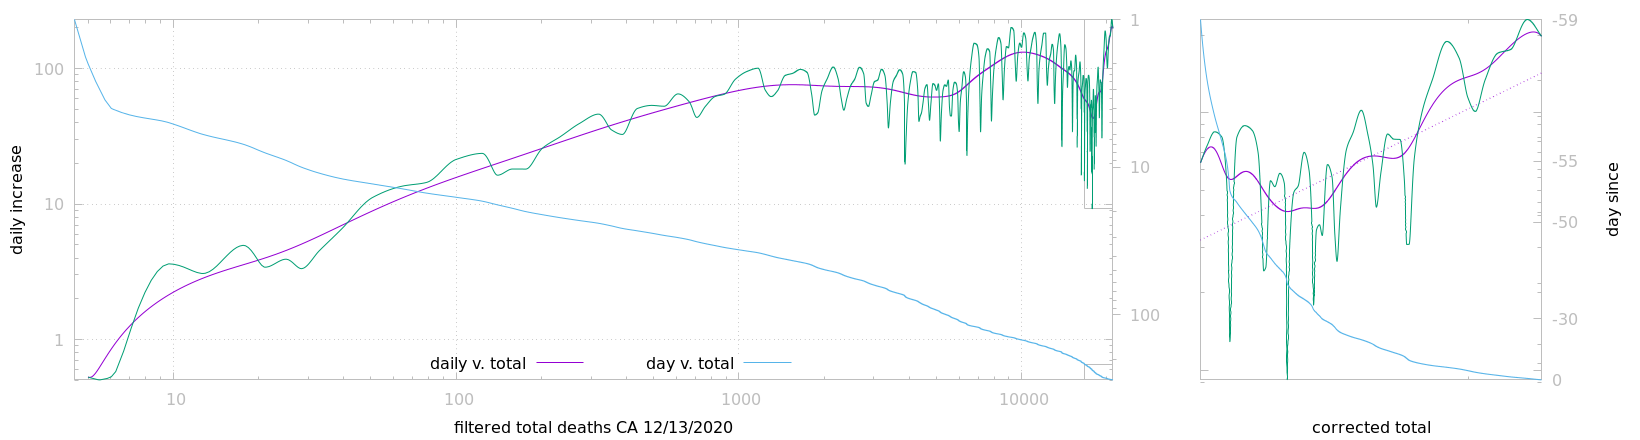 daily increase
100
10
1
1
10
100
daily v. total
day v. total
10
100
1000
10000
filtered total deaths CA 12/13/2020
-59
-55
-50
-30
0
day since
corrected total